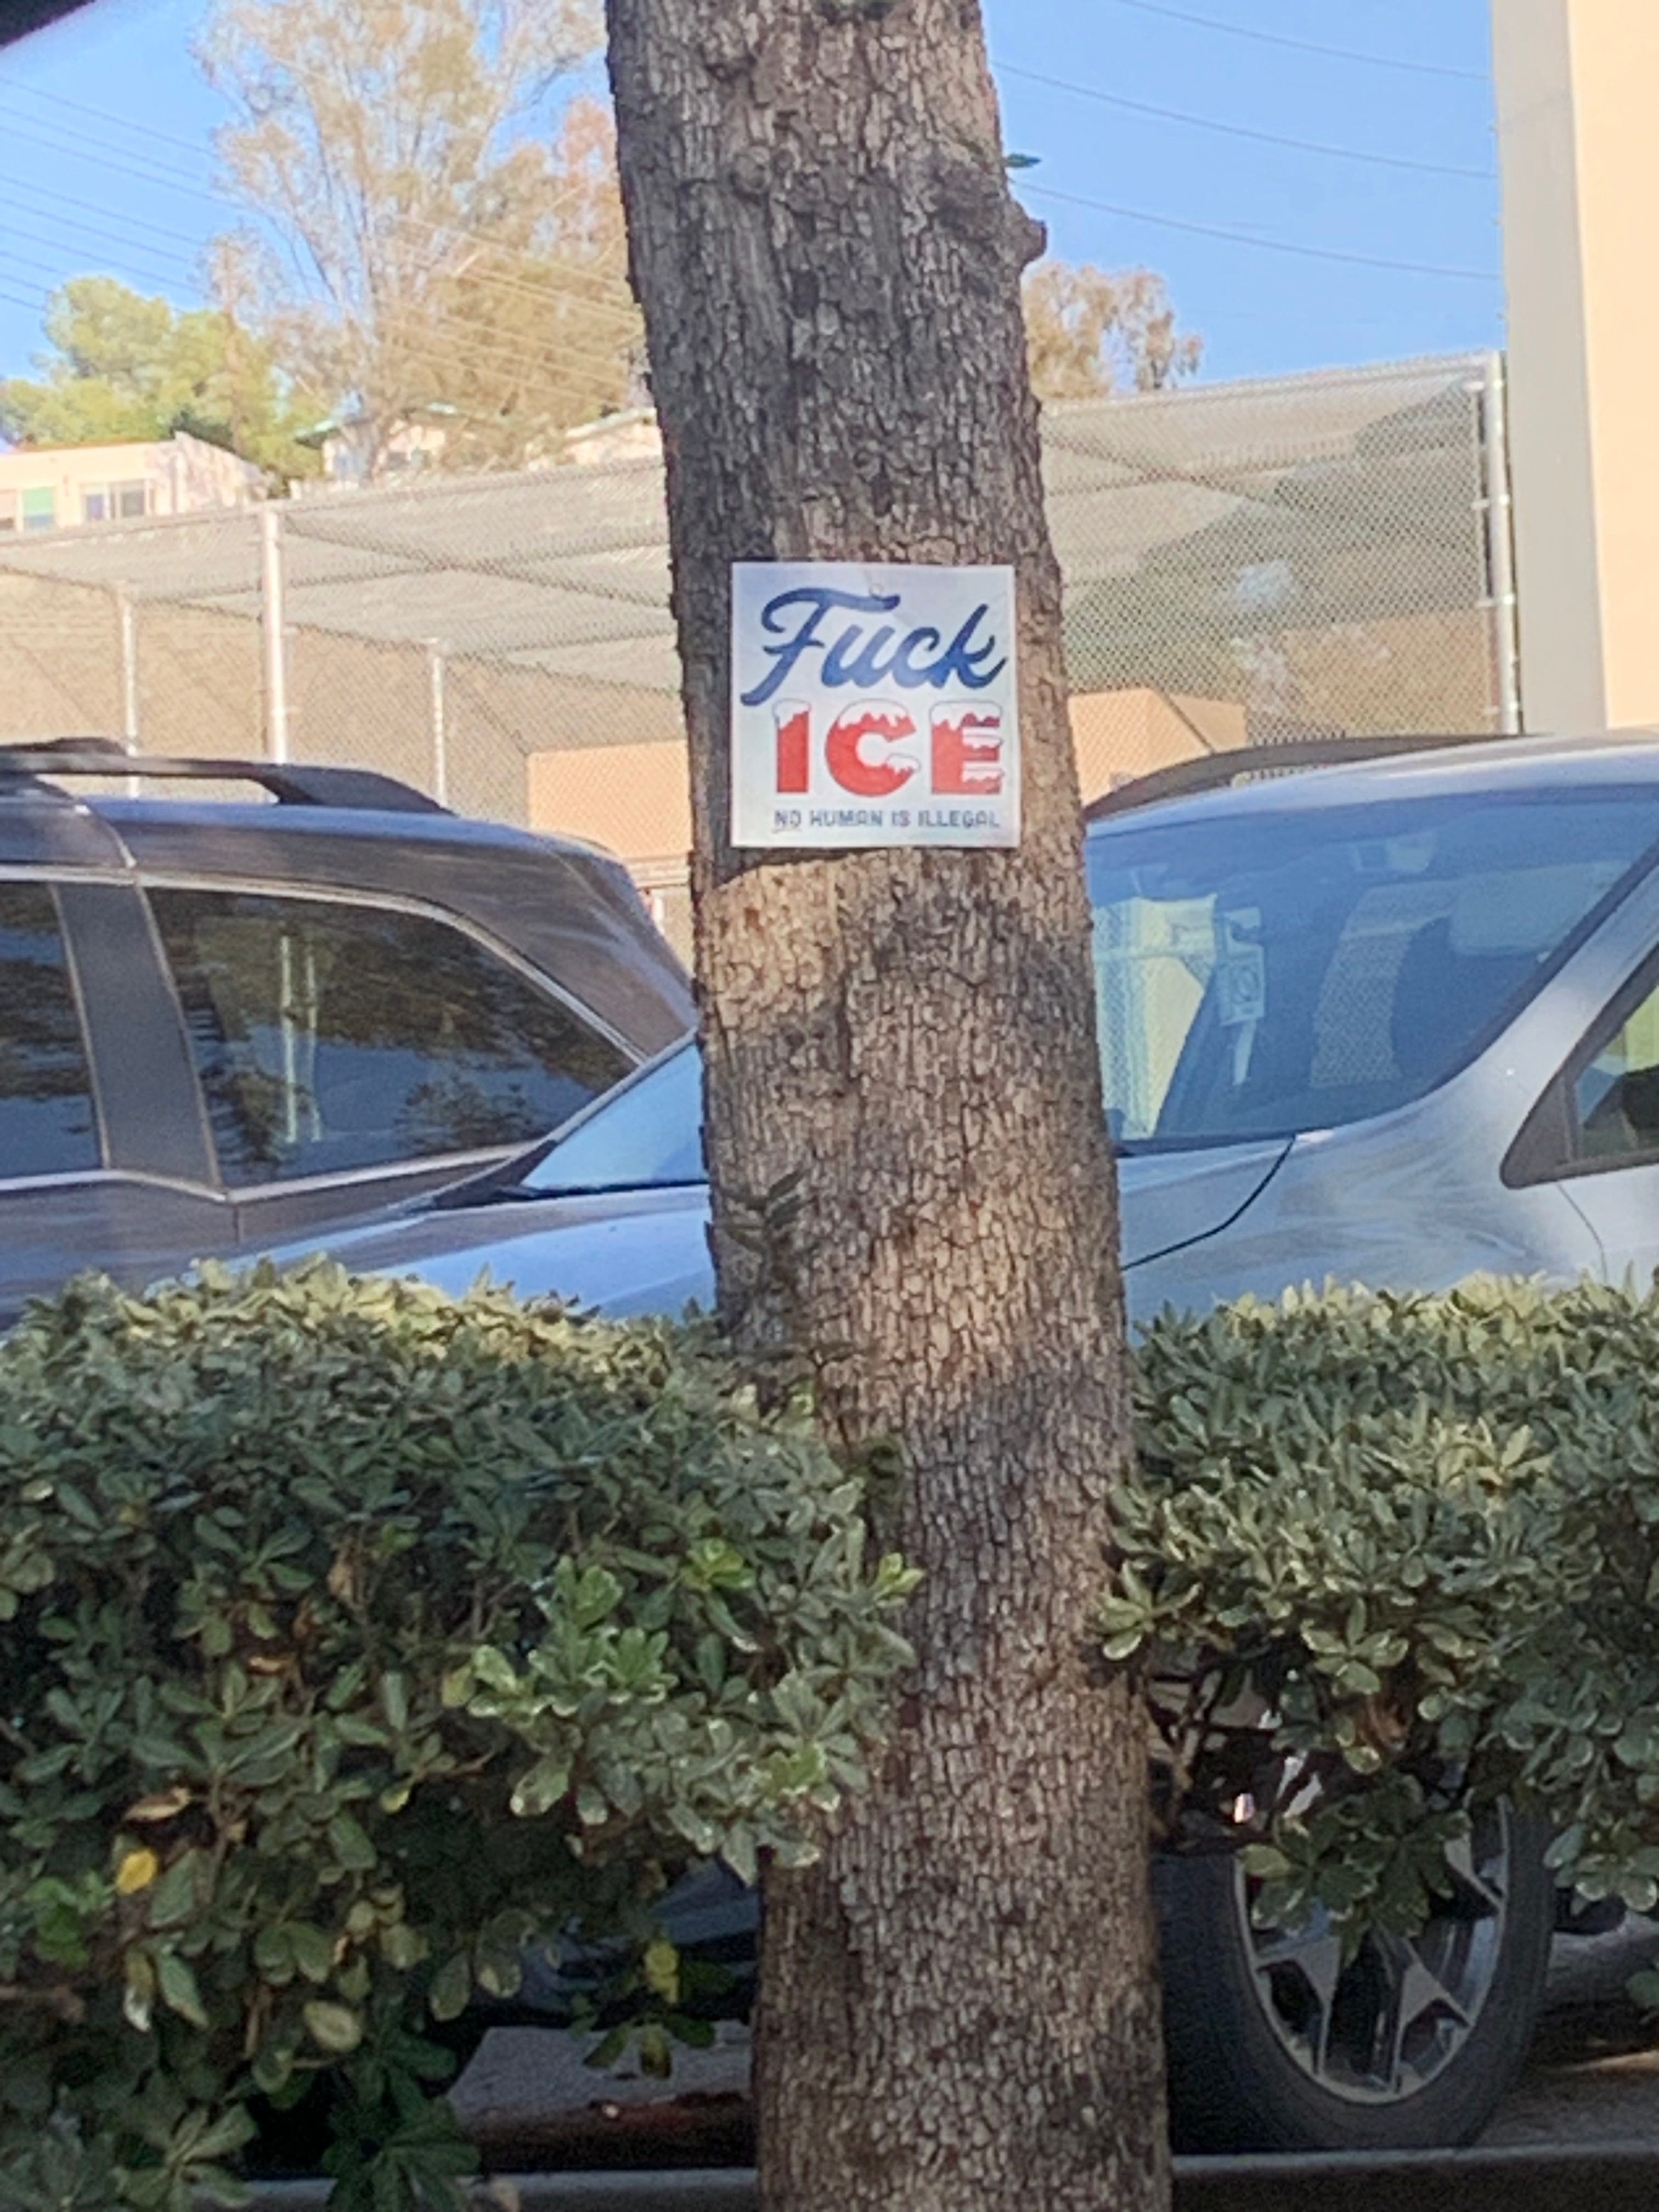 Fuck
ICE
NO HUMAN IS ILLEGAL